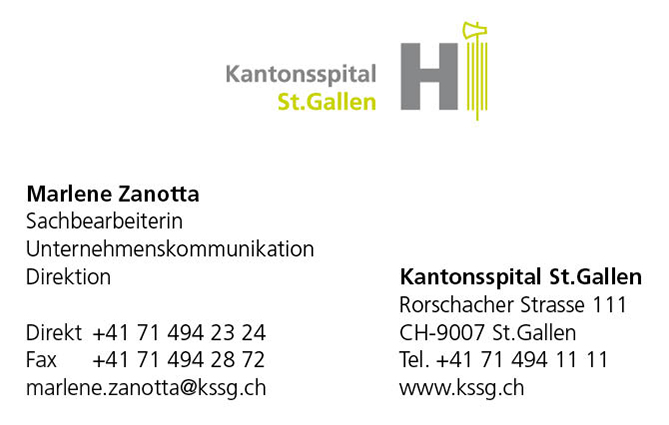 Kantonsspital
St.Gallen
H
Marlene Zanotta
Sachbearbeiterin
Unternehmenskommunikation
Direktion
Direkt +41 71 494 23 24
Fax +41 71 494 28 72
marlene.zanotta@kssg.ch
Kantonsspital St.Gallen
Rorschacher Strasse 111
CH-9007 St.Gallen
Tel. +41 71 494 11 11
www.kssg.ch